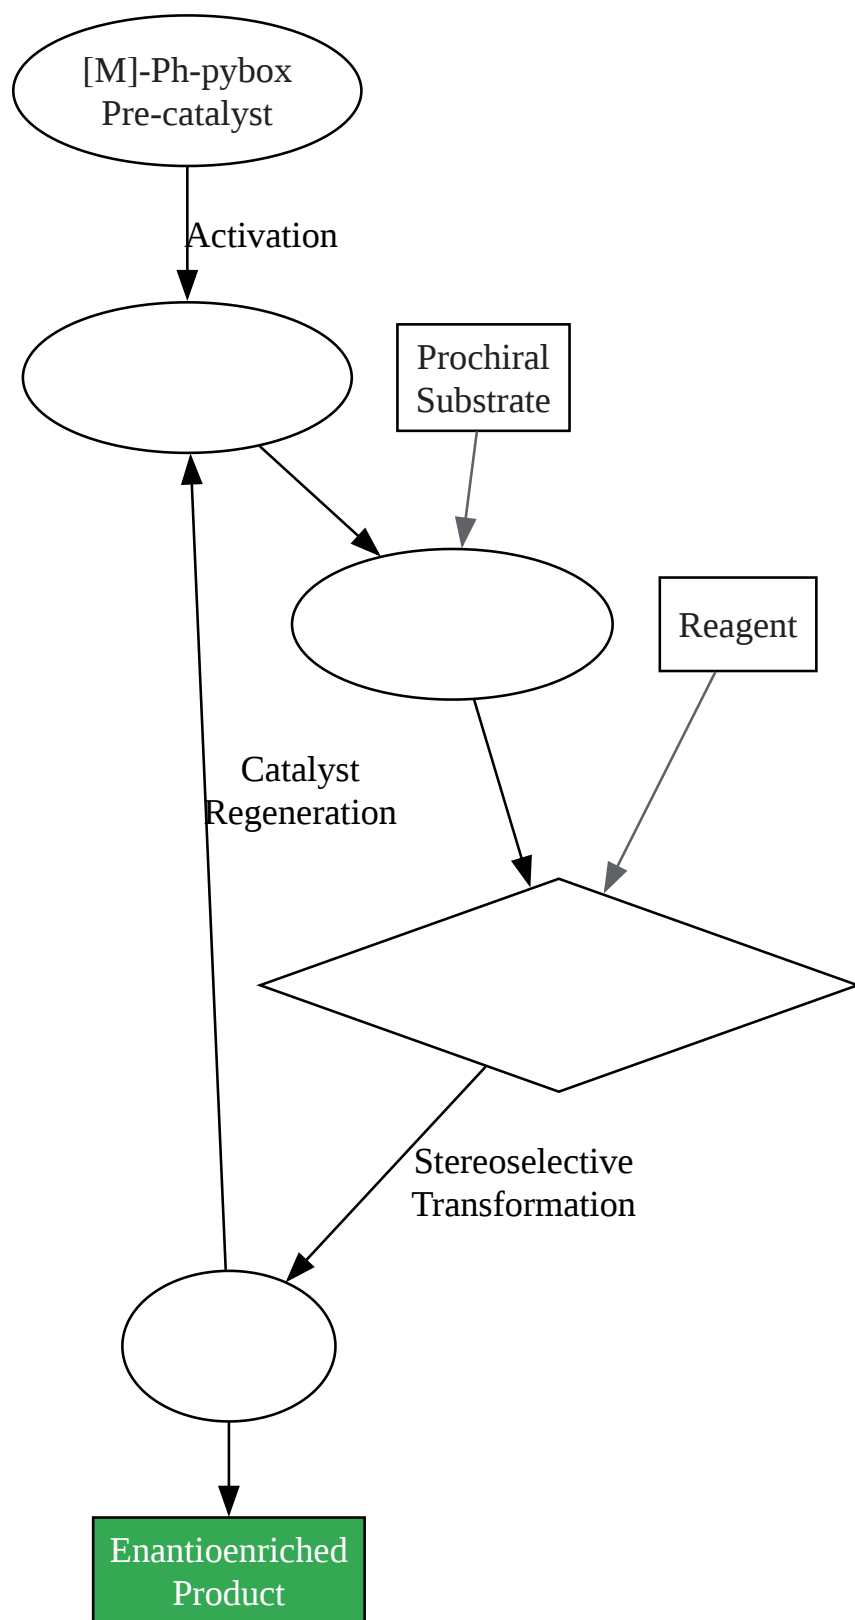 [M]-Ph-pybox
Pre-catalyst
Activation
Prochiral
Substrate
Reagent
Catalyst
Regeneration
Stereoselective
Transformation
Enantioenriched
Product